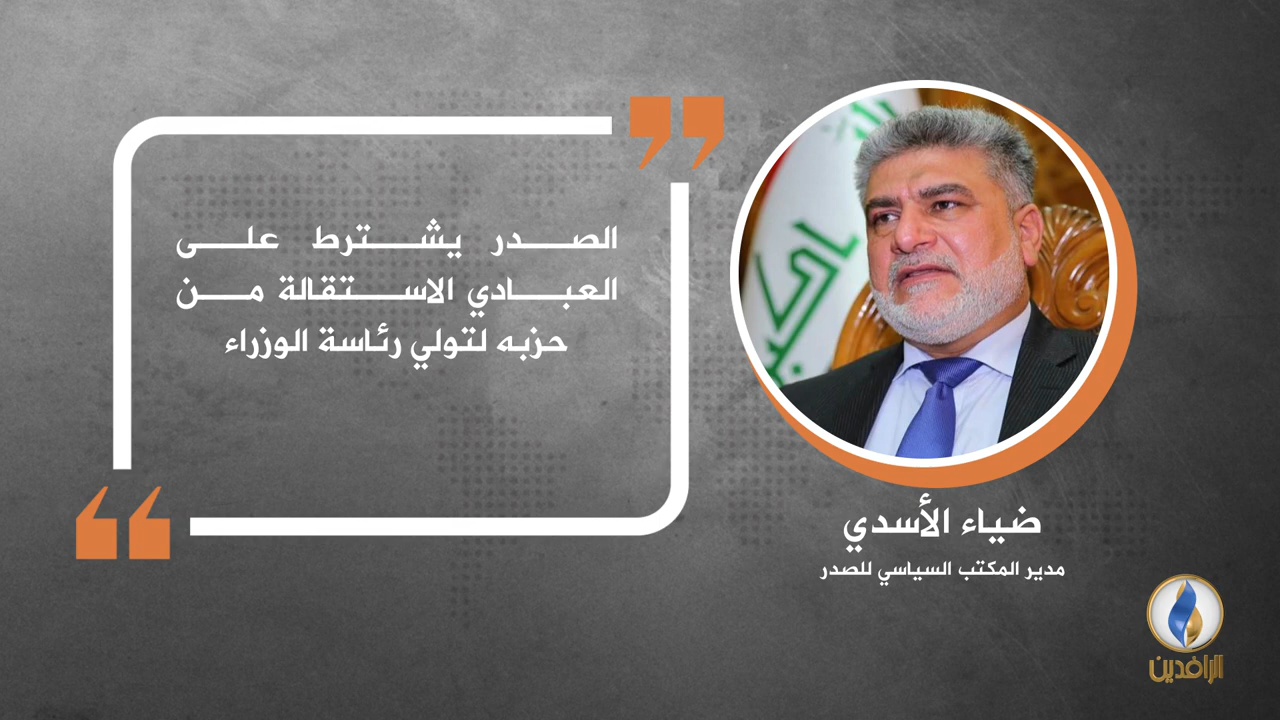 الصدر يشترط على
العبادي الاستقالة من
حزبه لتولي رئاسة الوزراء
ضياء الأسدي
مدير المكتب السياسي للصدر
الرافدين